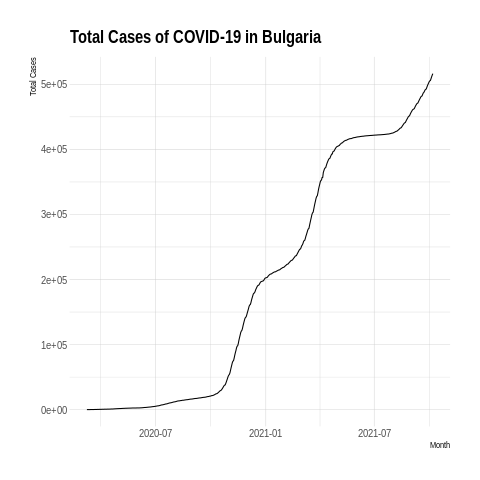 Total Cases of COVID-19 in Bulgaria
Total Cases
5e+05
4e+05
3e+05
2e+05
1e+05
0e+00
2020-07 2021-01 2021-07
Month